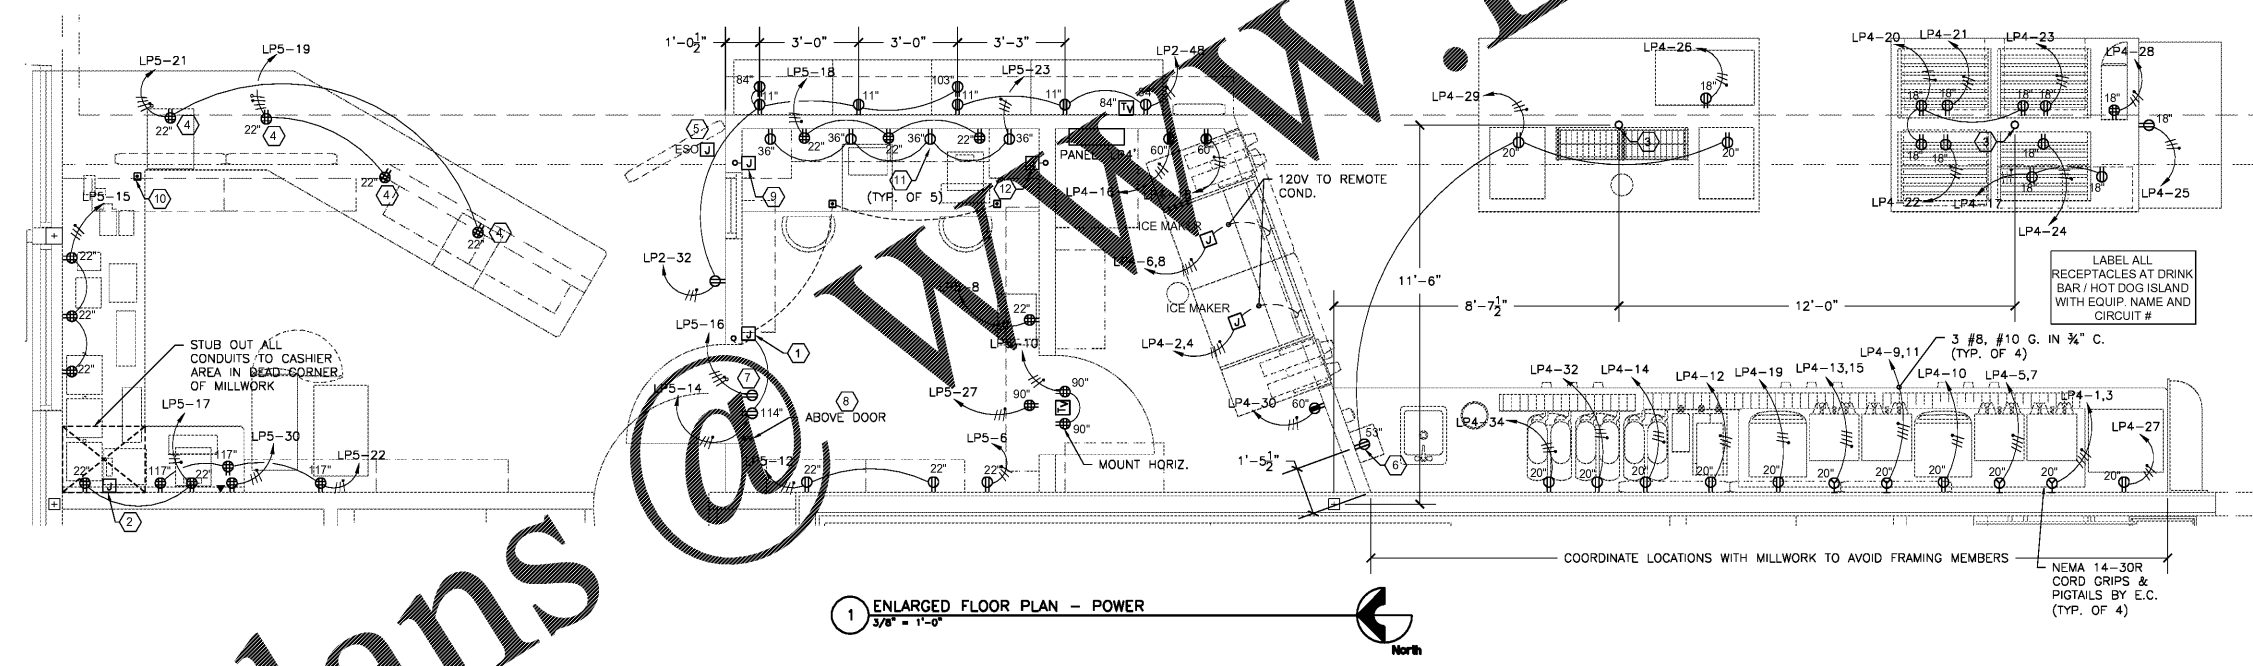 1'-0½"
3'-0"
3'-0"
3'-3"
LP5-21
LP5-19
LP2-48
LP4-26
LP4-20
LP4-21
LP4-23
LP4-28
84"
LP5-18
103"
LP5-23
11"
11"
11"
11"
84"
TV
84"
LP4-29
18"
18"
18"
18"
18"
18"
18"
22"
4
22"
4
5
ESO
J
36"
22"
36"
22"
36"
22"
36"
PANEL "LP4"
60"
60"
20"
3
20"
18"
18"
3
18"
J
J
11
(TYP. OF 5)
12
9
22"
4
10
LP5-15
LP4-16
120V TO REMOTE
COND.
18"
18"
LP4-22
LP4-17
LP4-25
LP4-24
22"
4
ICE MAKER
J
LP2-32
LP4-6,8
22"
11'-6"
LABEL ALL
RECEPTACLES AT DRINK
BAR / HOT DOG ISLAND
WITH EQUIP. NAME AND
CIRCUIT #
8'-7½"
12'-0"
ICE MAKER
J
22"
22"
LP5-16
J
1
LP4-2,4
STUB OUT ALL
CONDUITS TO CASHIER
AREA IN DEAD CORNER
OF MILLWORK
3 #8, #10 G. IN ¾" C.
(TYP. OF 4)
22"
7
LP5-14
8
LP5-27
90"
90"
TV
90"
LP4-30
60"
LP4-32
LP4-14
LP4-12
LP4-19
LP4-13,15
LP4-9,11
LP4-10
LP4-5,7
LP4-1,3
LP5-17
114"
ABOVE DOOR
LP4-34
LP4-27
LP5-30
LP5-22
LP5-6
53"
6
MOUNT HORIZ.
1'-5½"
LP5-12
22"
117"
22"
117"
117"
J
2
22"
22"
22"
20"
20"
20"
20"
20"
20"
20"
20"
20"
20"
20"
COORDINATE LOCATIONS WITH MILLWORK TO AVOID FRAMING MEMBERS
NEMA 14-30R
CORD GRIPS &
PIGTAILS BY E.C.
(TYP. OF 4)
1
ENLARGED FLOOR PLAN - POWER
3/8" = 1'-0"
North
lans @ www.